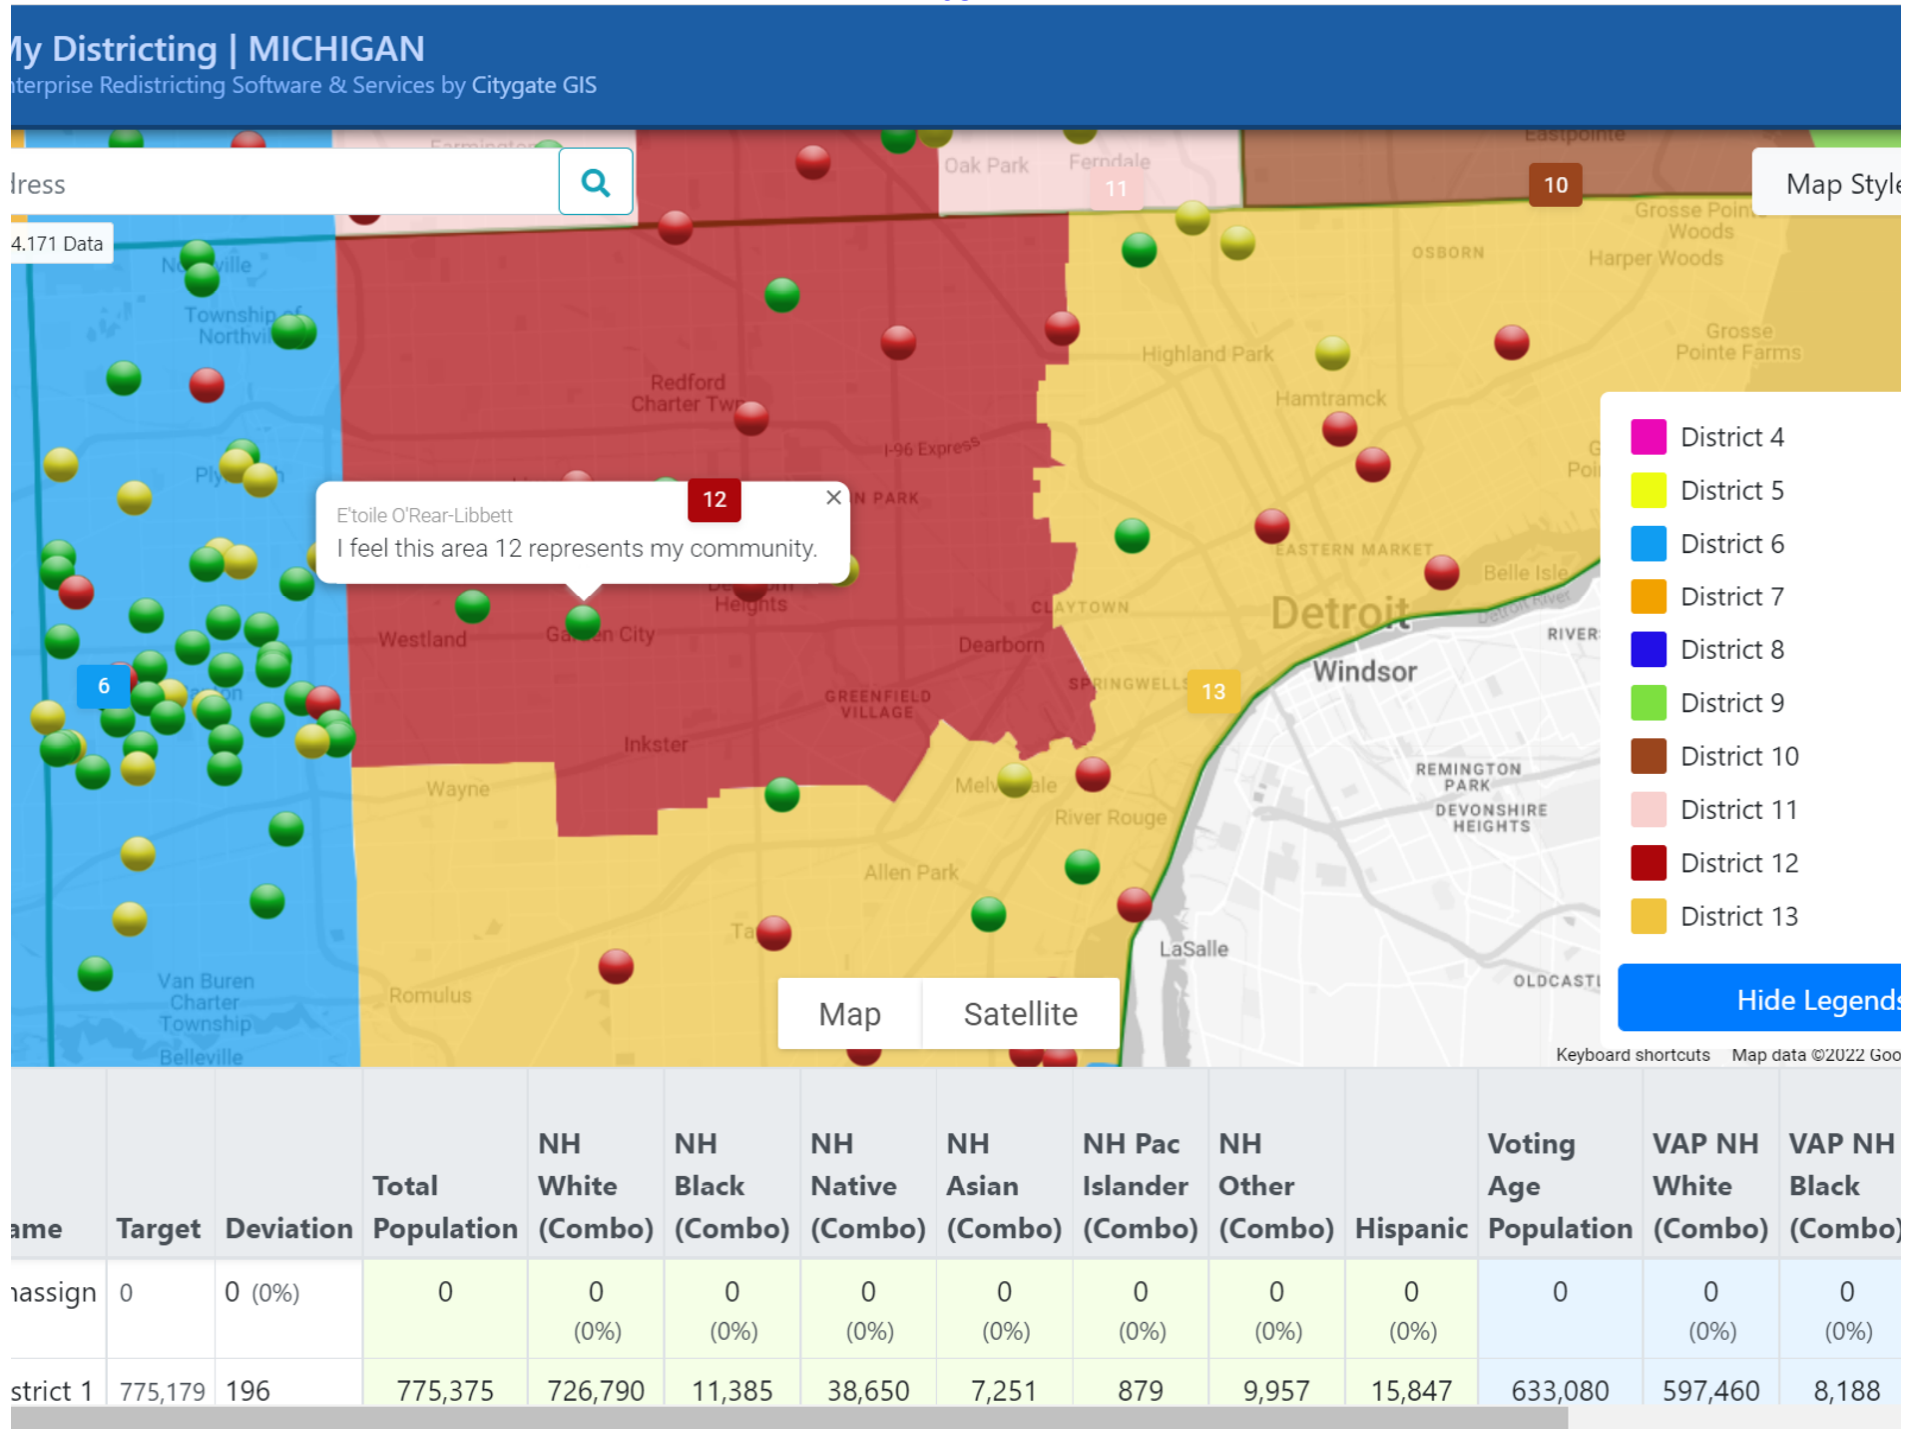 My Districting | MICHIGAN
nterprise Redistricting Software & Services by Citygate GIS
Farmington
Oak Park
Ferndale
Eastpointe
11
10
dress
Map Style
4.171 Data
Grosse Pointe
Woods
OSBORN
Harper Woods
Township of
Northville
Grosse
Pointe Farms
Highland Park
Redford
Charter Twp
Hamtramck
I-96 Express
District 4
District 5
District 6
District 7
District 8
District 9
District 10
District 11
District 12
District 13
12
N PARK
E'toile O'Rear-Libbett
I feel this area 12 represents my community.
×
EASTERN MARKET
Belle Isle
Heights
CLAYTOWN
Detroit
Detroit River
Westland
Garden City
Dearborn
RIVER
Windsor
6
SPRINGWELLS
13
GREENFIELD
VILLAGE
Inkster
REMINGTON
PARK
Wayne
Melvindale
River Rouge
DEVONSHIRE
HEIGHTS
Allen Park
LaSalle
Van Buren
Charter
Township
Belleville
Romulus
OLDCASTL
Map
Satellite
Hide Legends
Keyboard shortcuts
Map data ©2022 Goo
ame Target Deviation Total Population NH White (Combo) NH Black (Combo) NH Native (Combo) NH Asian (Combo) NH Pac Islander (Combo) NH Other (Combo) Hispanic Voting Age Population VAP NH White (Combo) VAP NH Black (Combo)
nassign 0 0 (0%) 0 0 (0%) 0 (0%) 0 (0%) 0 (0%) 0 (0%) 0 (0%) 0 (0%) 0 0 (0%) 0 (0%)
strict 1 775,179 196 775,375 726,790 11,385 38,650 7,251 879 9,957 15,847 633,080 597,460 8,188